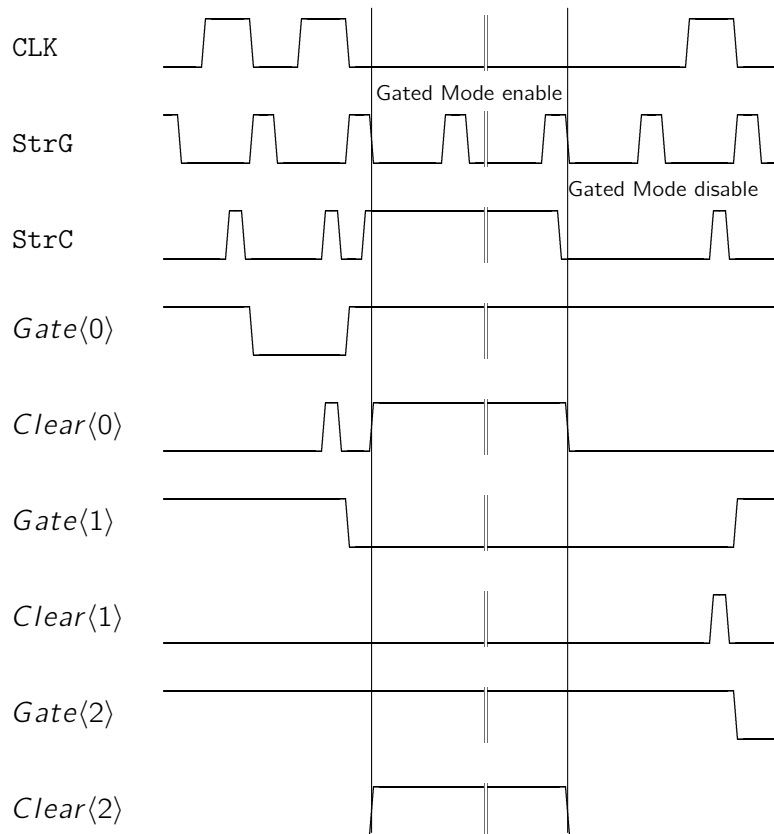 CLK
Gated Mode enable
StrG
Gated Mode disable
StrC
Gate⟨0⟩
Clear⟨0⟩
Gate⟨1⟩
Clear⟨1⟩
Gate⟨2⟩
Clear⟨2⟩